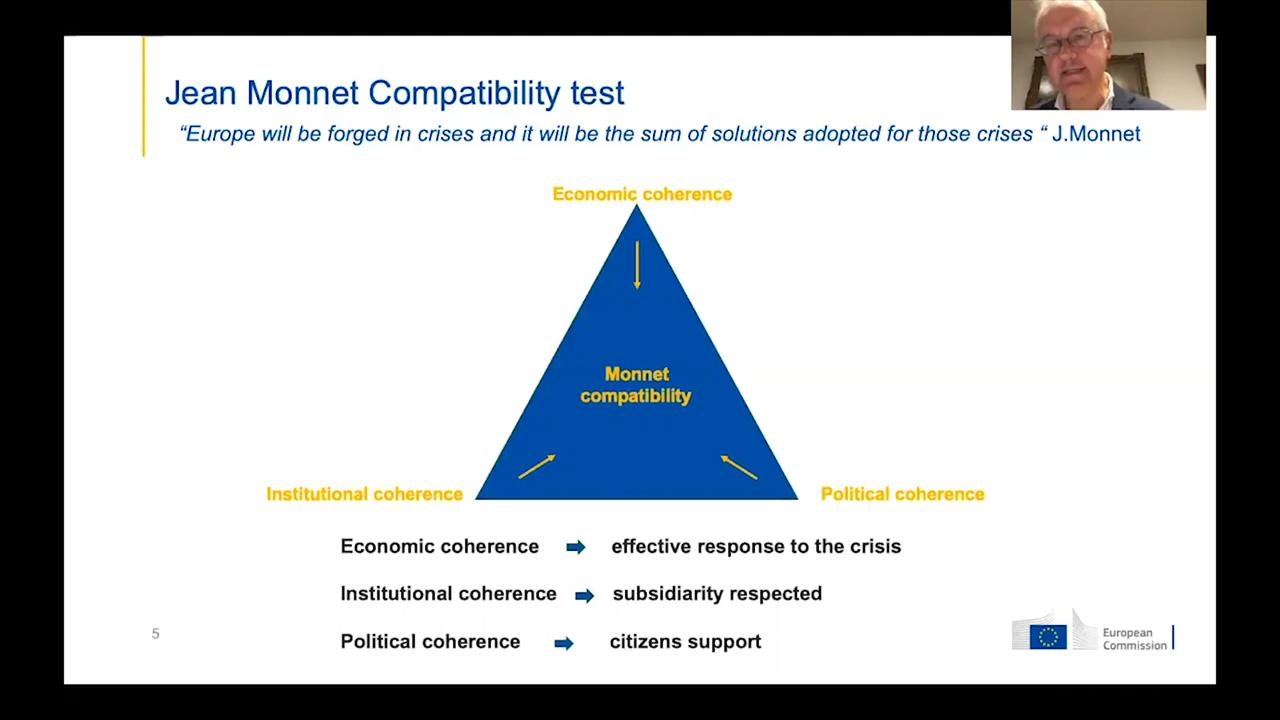 Jean Monnet Compatibility test
“Europe will be forged in crises and it will be the sum of solutions adopted for those crises “ J.Monnet
Economic coherence
Monnet
compatibility
Institutional coherence
Political coherence
Economic coherence
effective response to the crisis
Institutional coherence
subsidiarity respected
Political coherence
citizens support
5
European
Commission